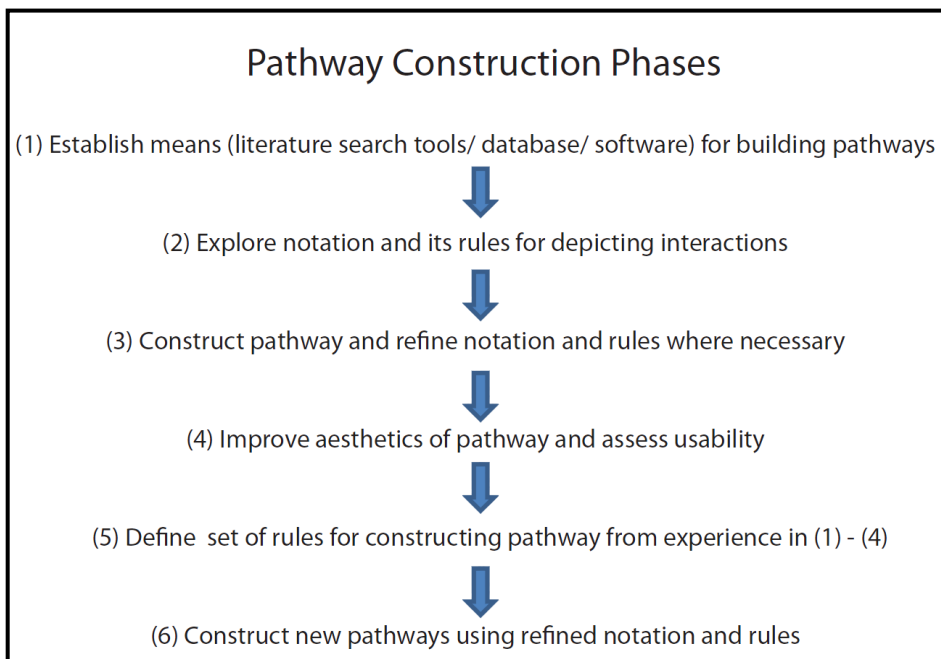 Pathway Construction Phases
(1) Establish means (literature search tools/ database/ software) for building pathways
(2) Explore notation and its rules for depicting interactions
(3) Construct pathway and refine notation and rules where necessary
(4) Improve aesthetics of pathway and assess usability
(5) Define set of rules for constructing pathway from experience in (1) - (4)
(6) Construct new pathways using refined notation and rules